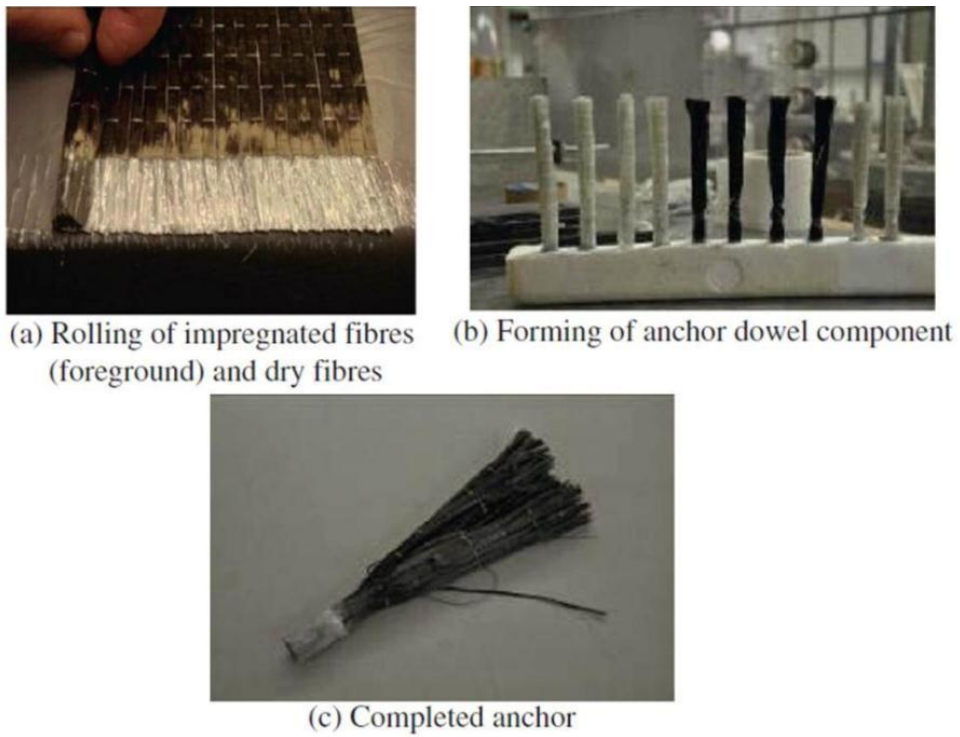 (a) Rolling of impregnated fibres
(foreground) and dry fibres
(b) Forming of anchor dowel component
(c) Completed anchor